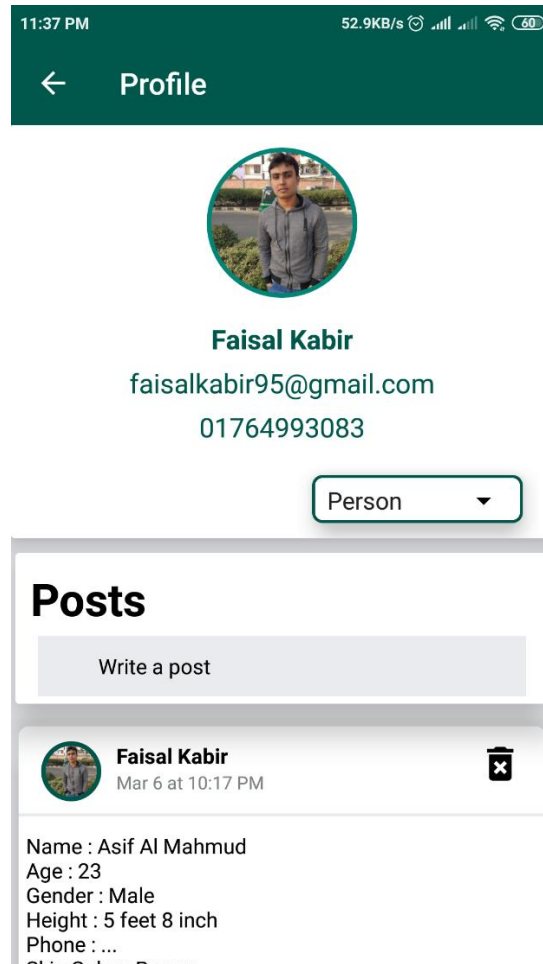 11:37 PM 52.9KB/s 60
Profile
Faisal Kabir
faisalkabir95@gmail.com
01764993083
Person
Posts
Write a post
Faisal Kabir
Mar 6 at 10:17 PM
Name : Asif Al Mahmud
Age : 23
Gender : Male
Height : 5 feet 8 inch
Phone : ...